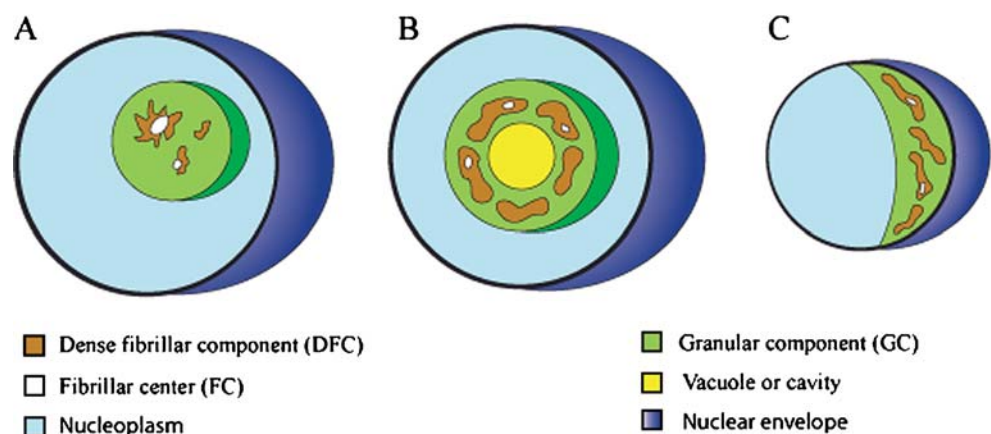 A B C
Dense fibrillar component (DFC)
Fibrillar center (FC)
Nucleoplasm
Granular component (GC)
Vacuole or cavity
Nuclear envelope